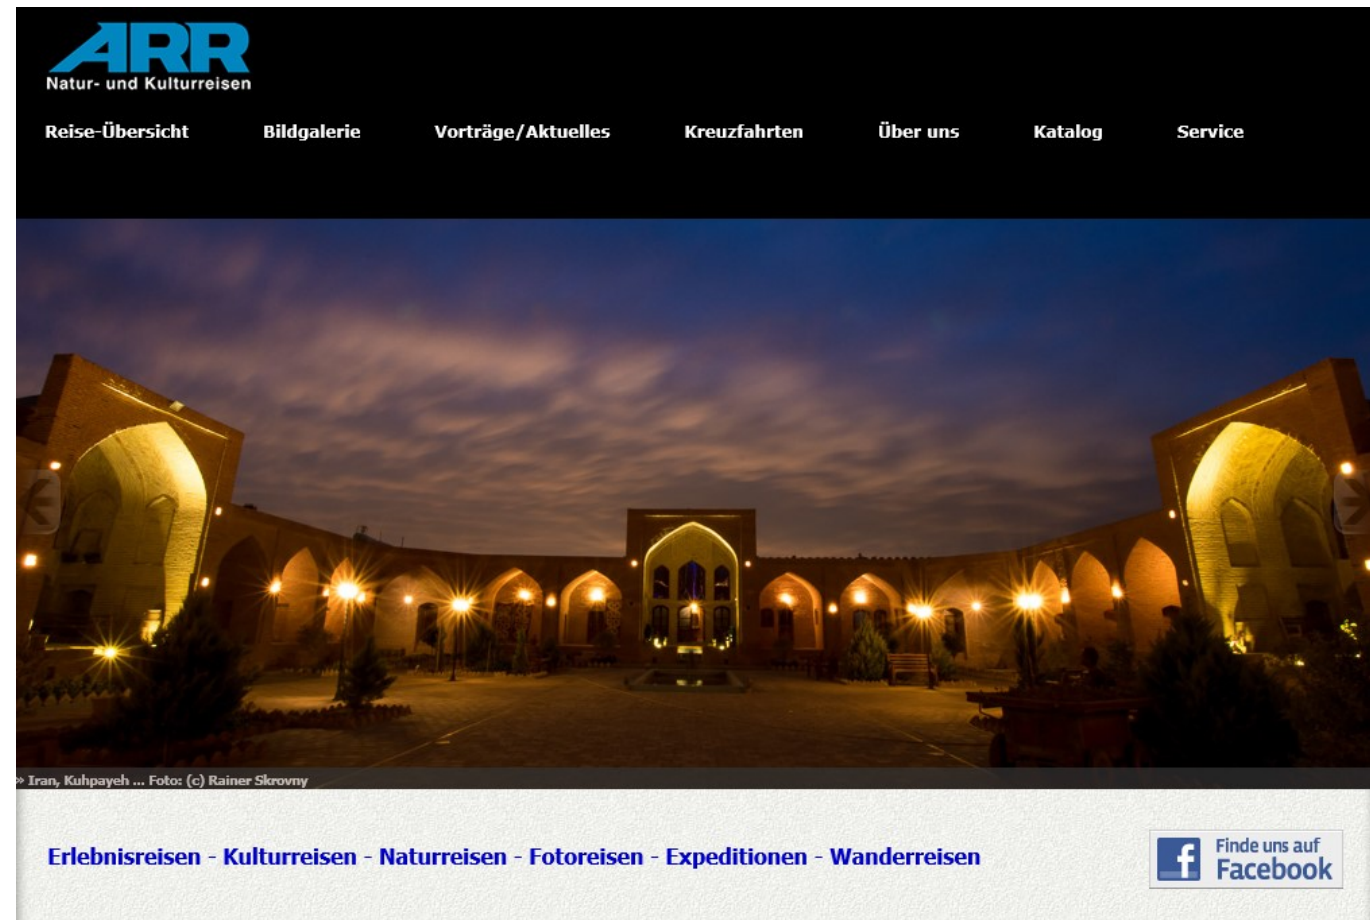 ARR
Natur- und Kulturreisen
Reise-Übersicht Bildgalerie Vorträge/Aktuelles Kreuzfahrten Über uns Katalog Service
» Iran, Kuhpayeh ... Foto: (c) Rainer Skrovny
Erlebnisreisen - Kulturreisen - Naturreisen - Fotoreisen - Expeditionen - Wanderreisen
f Finde uns auf
Facebook